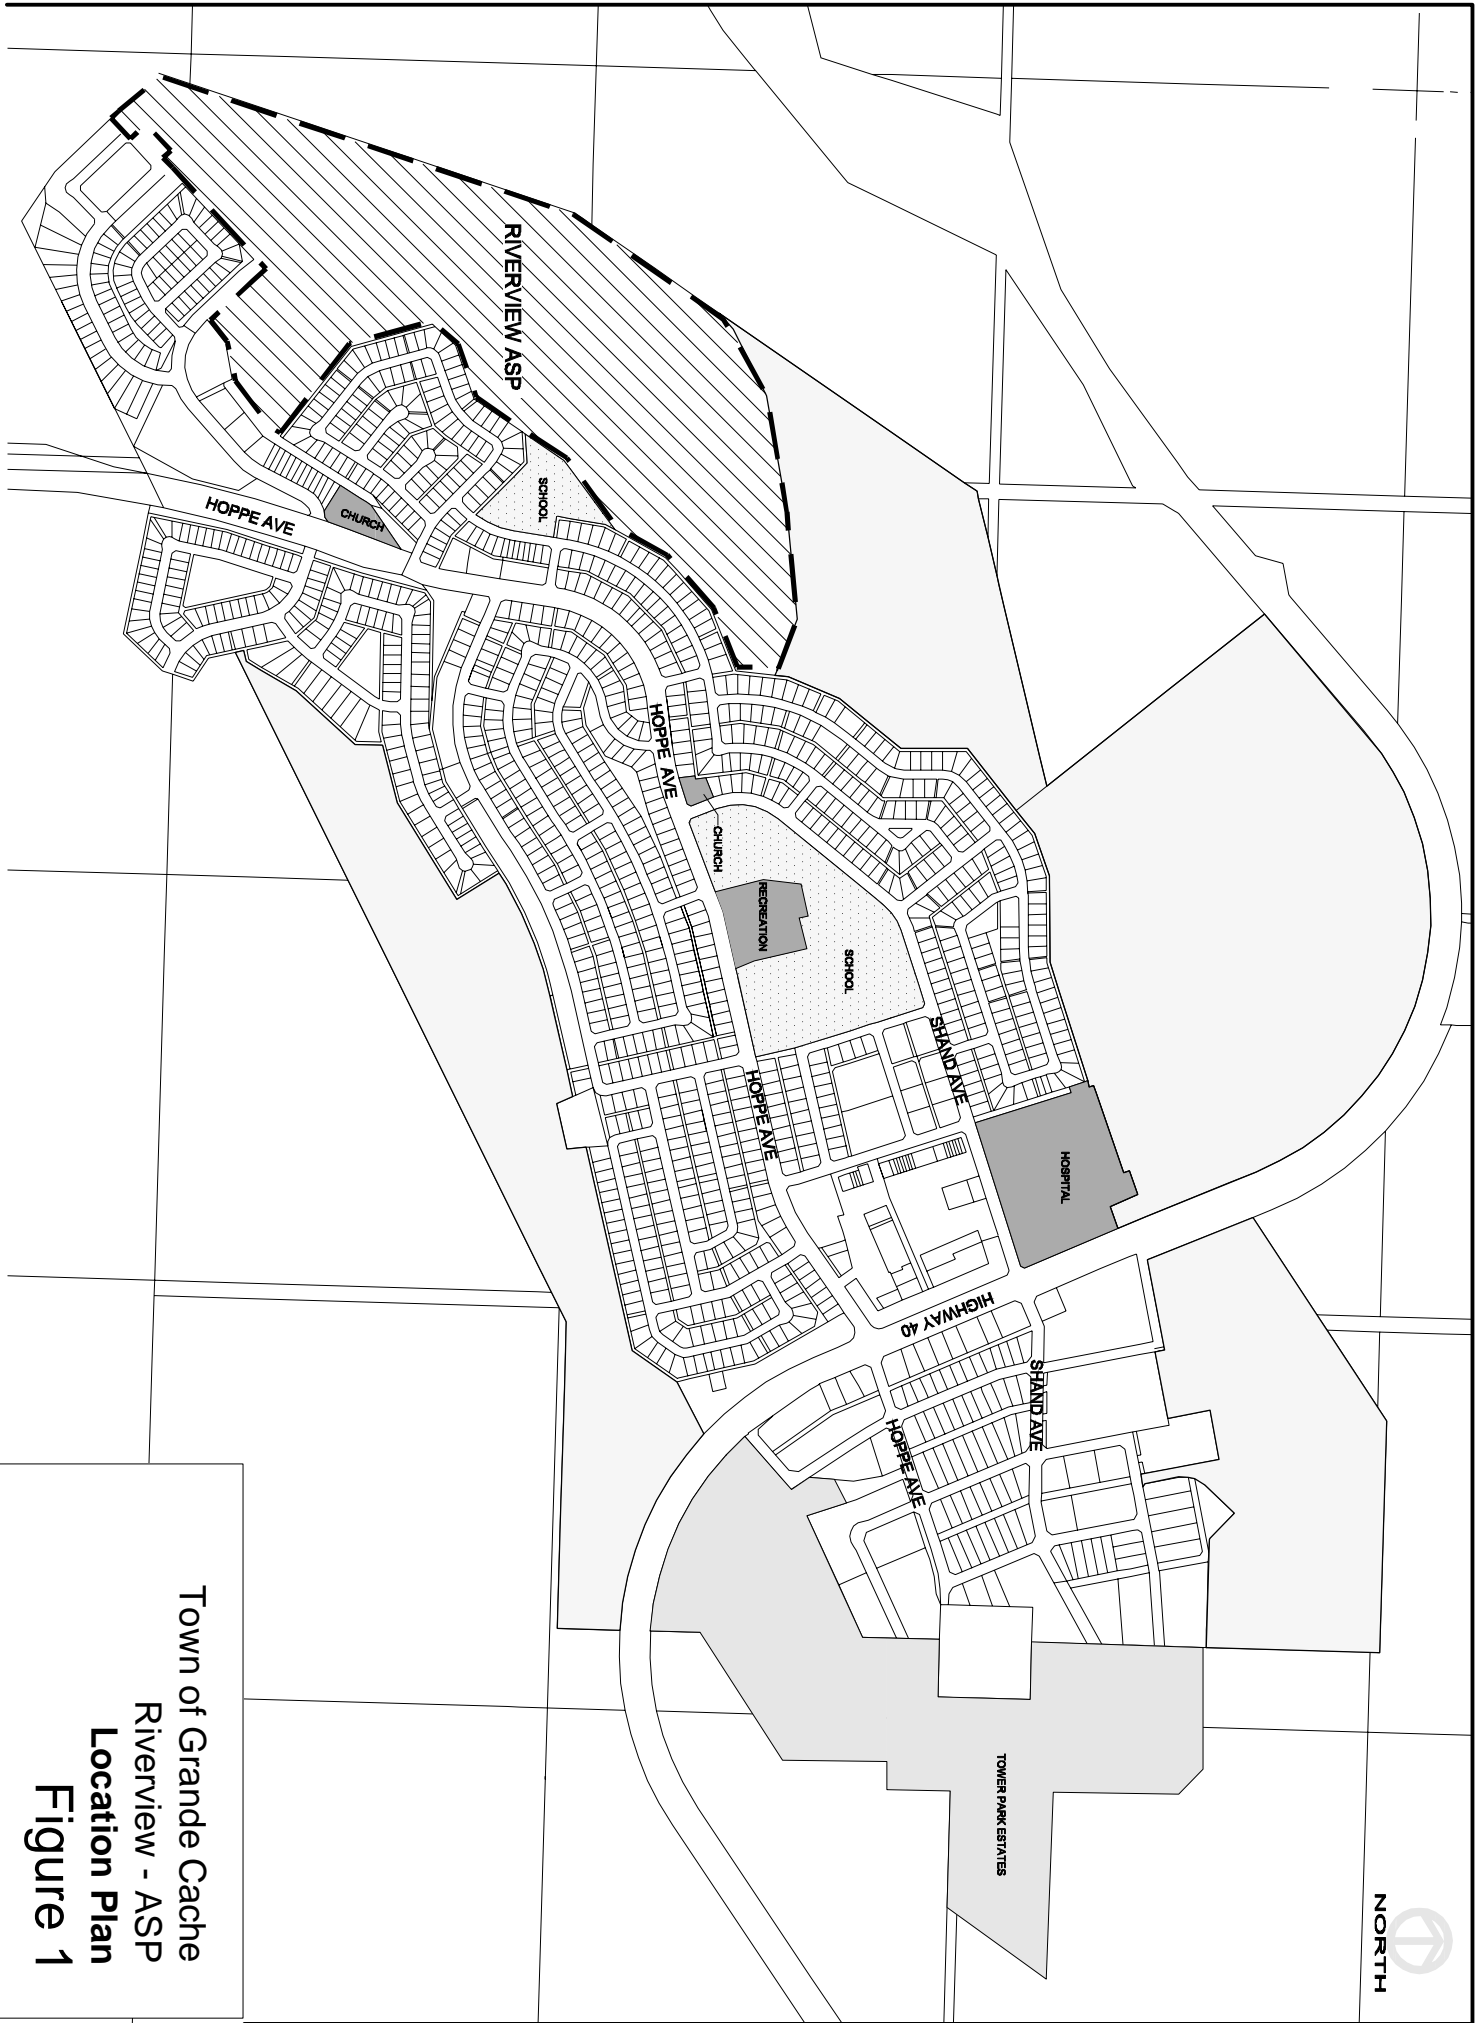 RIVERVIEW ASP
SCHOOL
CHURCH
HOPPE AVE
HOPPE AVE
CHURCH
RECREATION
SCHOOL
SHAND AVE
HOPPE AVE
HOSPITAL
HIGHWAY 40
SHAND AVE
HOPPE AVE
TOWER PARK ESTATES
NORTH
Town of Grande Cache
Riverview - ASP
Location Plan
Figure 1